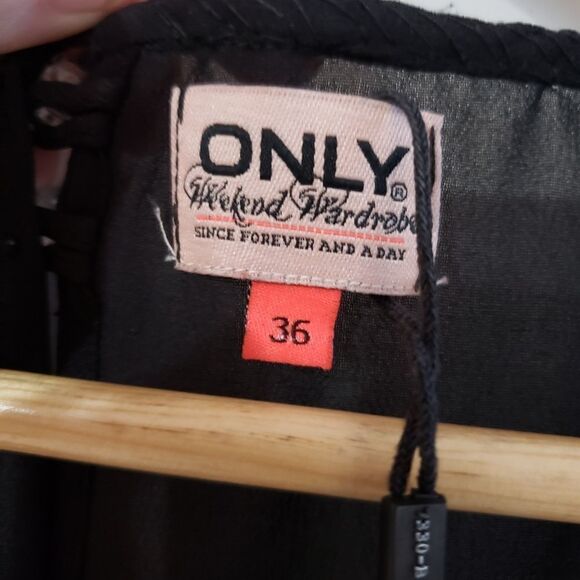 ONLY®
Weekend Wardrobe
SINCE FOREVER AND A DAY
36